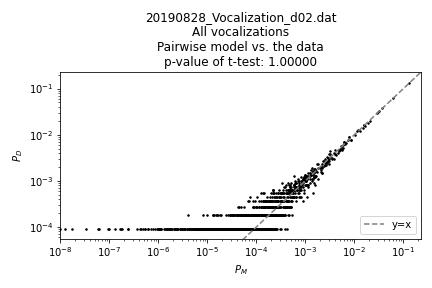 20190828_Vocalization_d02.dat
All vocalizations
Pairwise model vs. the data
p-value of t-test: 1.00000
P_D
10^{-1}
10^{-2}
10^{-3}
10^{-4}
y=x
10^{-8} 10^{-7} 10^{-6} 10^{-5} 10^{-4} 10^{-3} 10^{-2} 10^{-1}
P_M